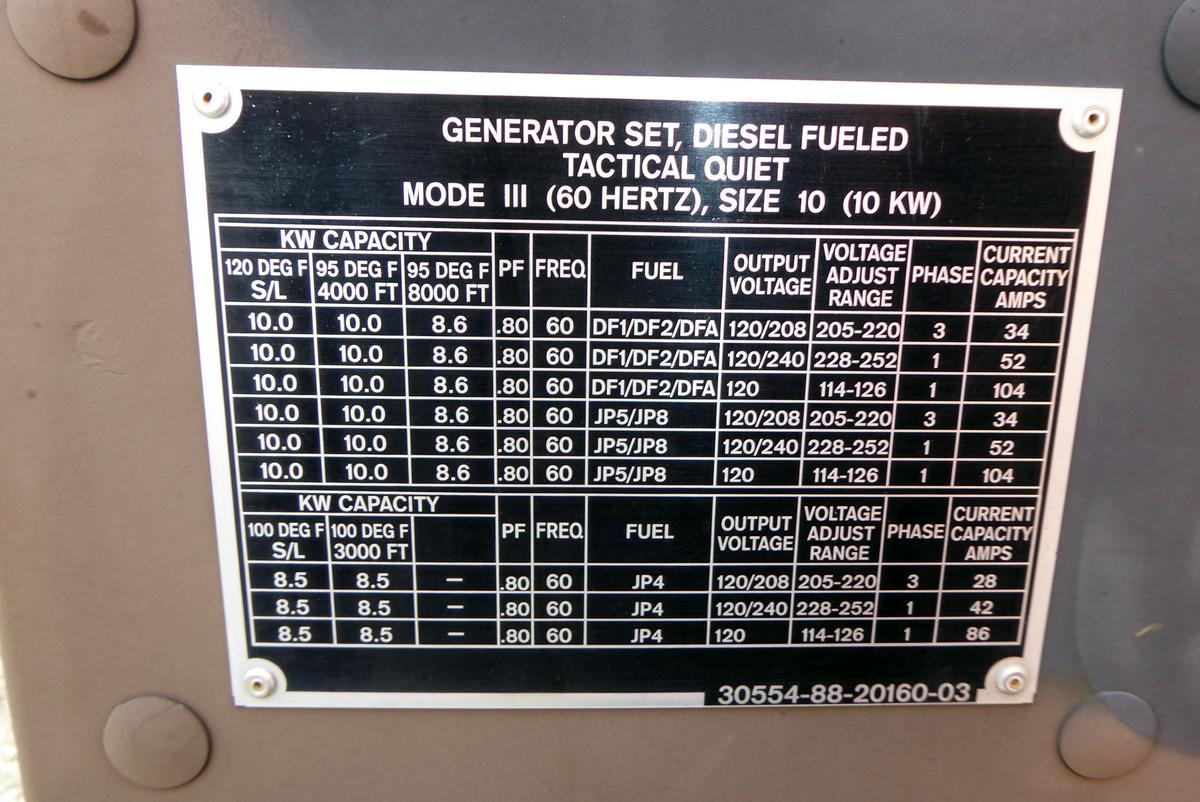 GENERATOR SET, DIESEL FUELED
TACTICAL QUIET
MODE III (60 HERTZ), SIZE 10 (10 KW)
KW CAPACITY PF FREQ FUEL OUTPUT VOLTAGE VOLTAGE ADJUST RANGE PHASE CURRENT CAPACITY AMPS
120 DEG F S/L 95 DEG F 4000 FT 95 DEG F 8000 FT
10.0 10.0 8.6 .80 60 DF1/DF2/DFA 120/208 205-220 3 34
10.0 10.0 8.6 .80 60 DF1/DF2/DFA 120/240 228-252 1 52
10.0 10.0 8.6 .80 60 DF1/DF2/DFA 120 114-126 1 104
10.0 10.0 8.6 .80 60 JP5/JP8 120/208 205-220 3 34
10.0 10.0 8.6 .80 60 JP5/JP8 120/240 228-252 1 52
10.0 10.0 8.6 .80 60 JP5/JP8 120 114-126 1 104
KW CAPACITY PF FREQ FUEL OUTPUT VOLTAGE VOLTAGE ADJUST RANGE PHASE CURRENT CAPACITY AMPS
100 DEG F S/L 100 DEG F 3000 FT
8.5 8.5 – .80 60 JP4 120/208 205-220 3 28
8.5 8.5 – .80 60 JP4 120/240 228-252 1 42
8.5 8.5 – .80 60 JP4 120 114-126 1 86
30554-88-20160-03